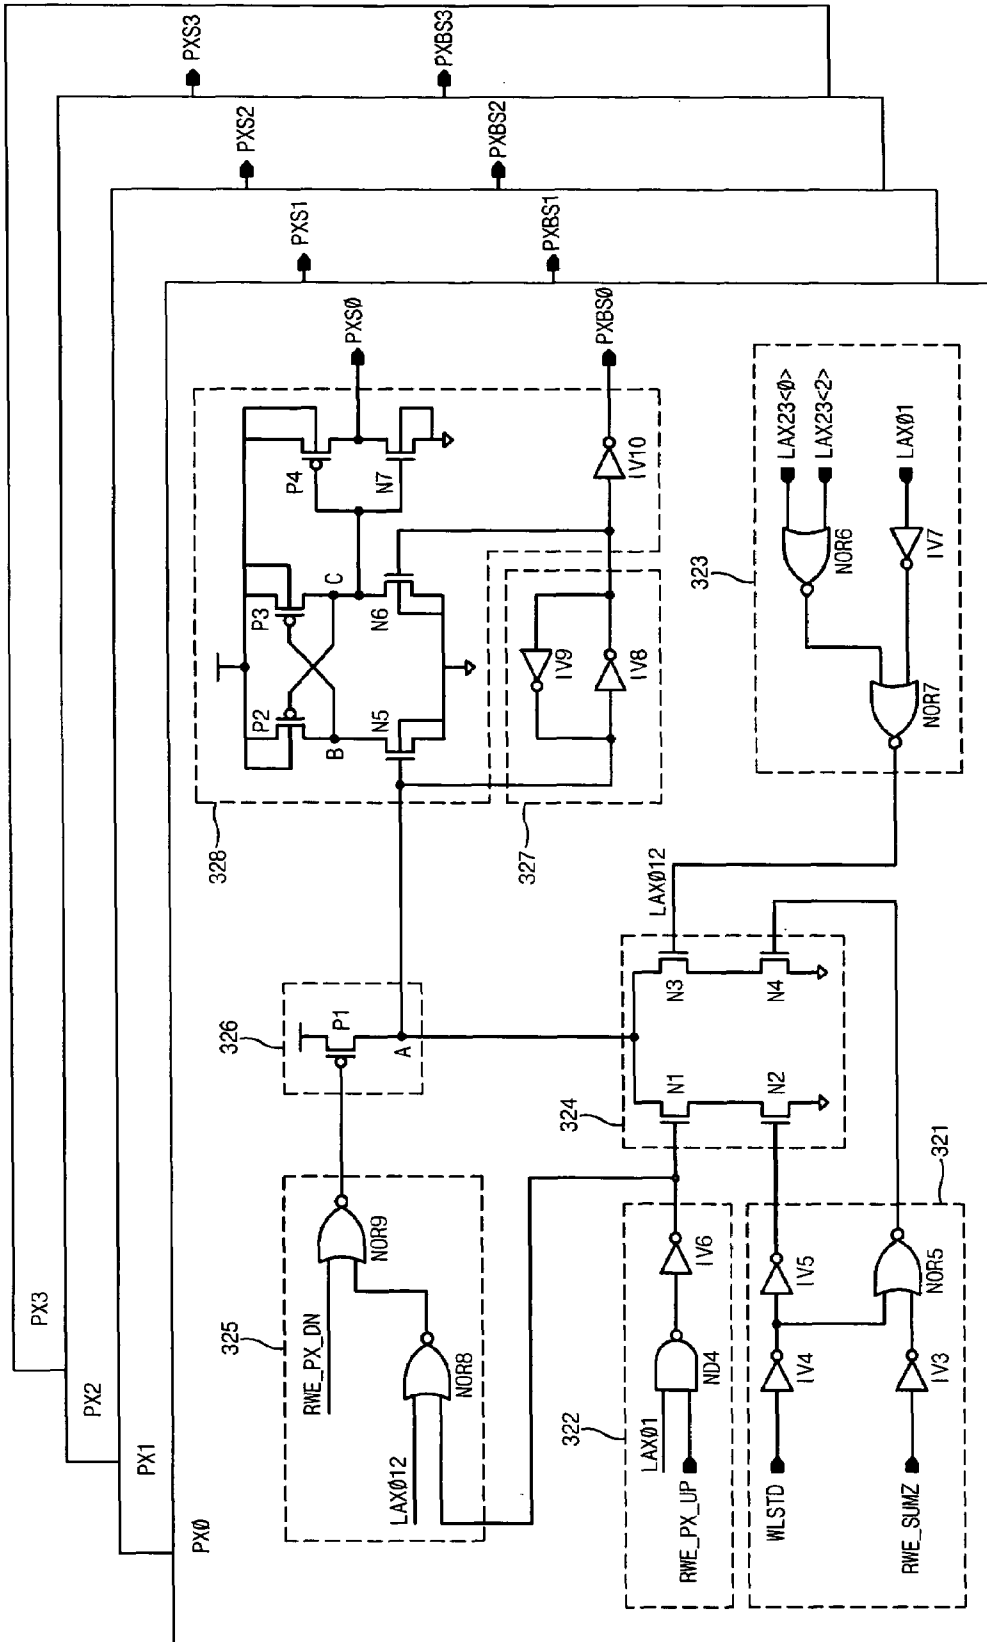 PX3
PX2
PX1
PXØ
PXS3
PXBS3
PXS2
PXBS2
PXS1
PXBS1
PXSØ
PXBSØ
328
P2
P3
P4
B
C
N5
N6
N7
327
IV9
IV8
IV10
326
P1
A
325
RWE_PX_DN
NOR9
LAXØ12
NOR8
324
N1
N2
N3
N4
LAXØ12
323
LAX23<Ø>
LAX23<2>
LAXØ1
NOR6
IV7
NOR7
322
LAXØ1
RWE_PX_UP
ND4
IV6
321
WLSTD
IV4
IV5
RWE_SUMZ
IV3
NOR5